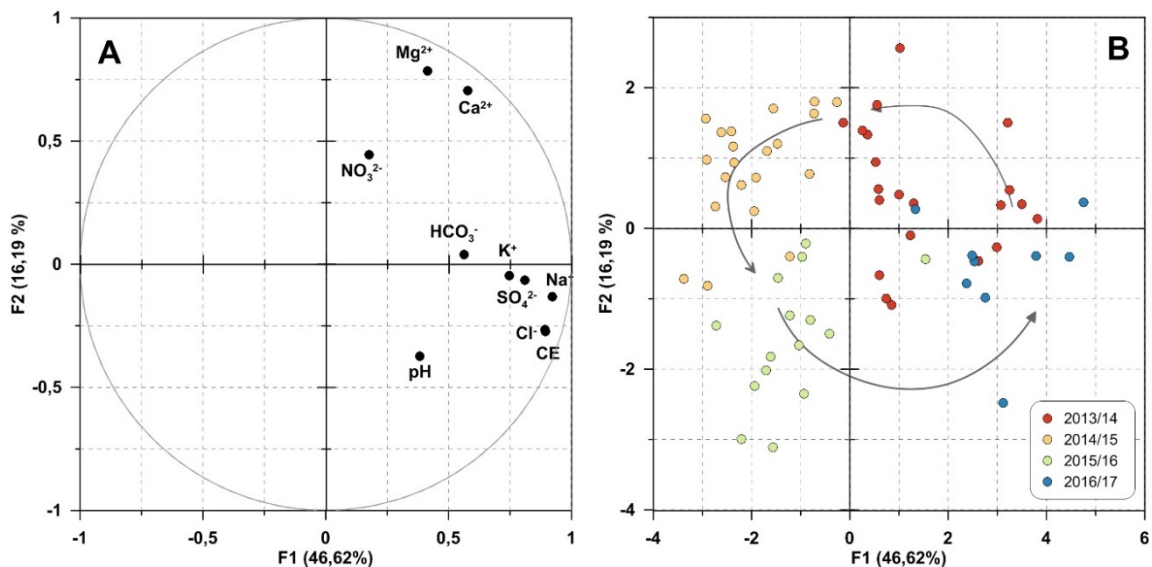 A
Mg²⁺
Ca²⁺
NO₃²⁻
HCO₃⁻
K⁺
Na⁺
SO₄²⁻
Cl⁻
CE
pH
1
0,5
0
-0,5
-1
-1
-0,5
0
0,5
1
F2 (16,19 %)
F1 (46,62%)
B
2
0
-2
-4
-4
-2
0
2
4
6
F2 (16,19 %)
F1 (46,62%)
2013/14
2014/15
2015/16
2016/17